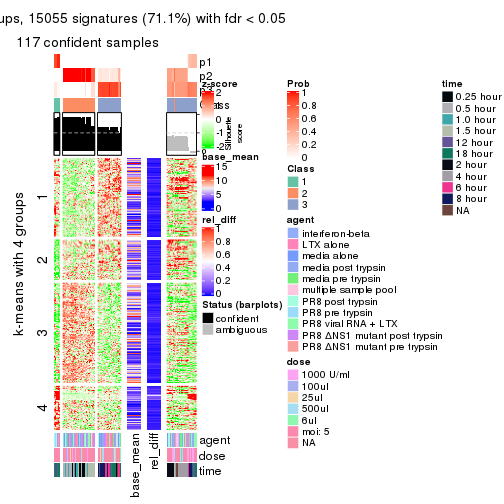 ups, 15055 signatures (71.1%) with fdr < 0.05
117 confident samples
p1
p2
p3
Class
Silhouette
score
k-means with 4 groups
1
2
3
4
agent
dose
time
base_mean
rel_diff
z-score
2
1
0
-1
-2
base_mean
15
10
5
0
rel_diff
1
0.8
0.6
0.4
0.2
0
Status (barplots)
confident
ambiguous
Prob
1
0.8
0.6
0.4
0.2
0
Class
1
2
3
agent
interferon-beta
LTX alone
media alone
media post trypsin
media pre trypsin
multiple sample pool
PR8 post trypsin
PR8 pre trypsin
PR8 viral RNA + LTX
PR8 ΔNS1 mutant post trypsin
PR8 ΔNS1 mutant pre trypsin
dose
1000 U/ml
100ul
25ul
500ul
6ul
moi: 5
NA
time
0.25 hour
0.5 hour
1.0 hour
1.5 hour
12 hour
18 hour
2 hour
4 hour
6 hour
8 hour
NA